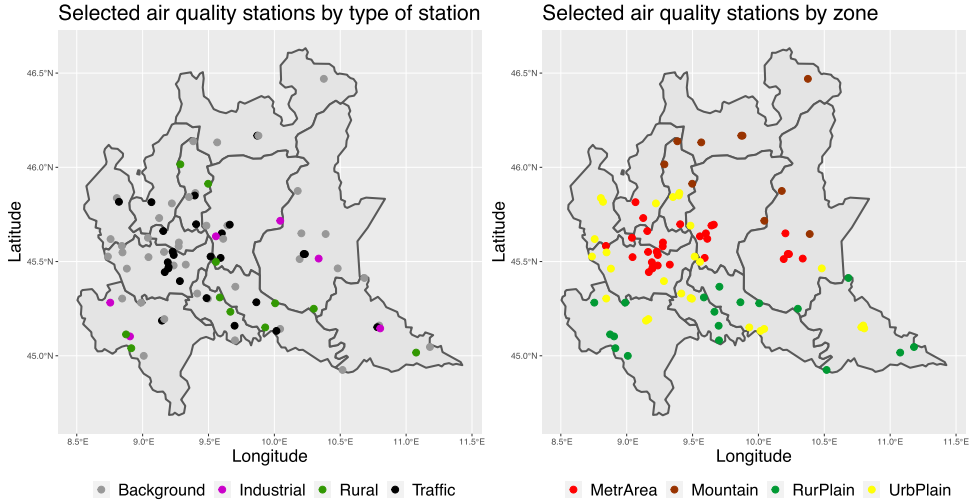 Selected air quality stations by type of station
Selected air quality stations by zone
46.5°N
46.0°N
45.5°N
45.0°N
Latitude
8.5°E 9.0°E 9.5°E 10.0°E 10.5°E 11.0°E 11.5°E
Longitude
Background Industrial Rural Traffic
46.5°N
46.0°N
45.5°N
45.0°N
Latitude
8.5°E 9.0°E 9.5°E 10.0°E 10.5°E 11.0°E 11.5°E
Longitude
MetrArea Mountain RurPlain UrbPlain